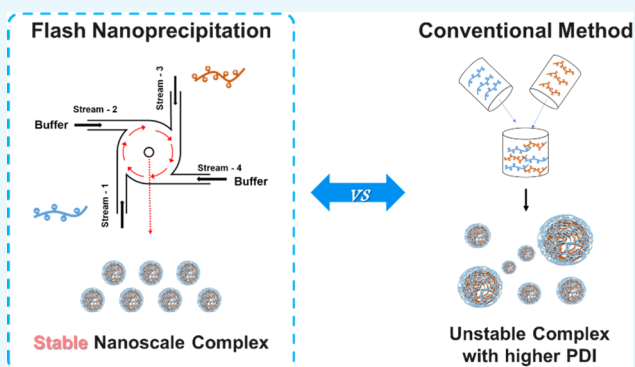 Flash Nanoprecipitation
Stream - 3
Stream - 2
Buffer
Stream - 4
Buffer
Stream - 1
Stable Nanoscale Complex
vs
Conventional Method
Unstable Complex
with higher PDI